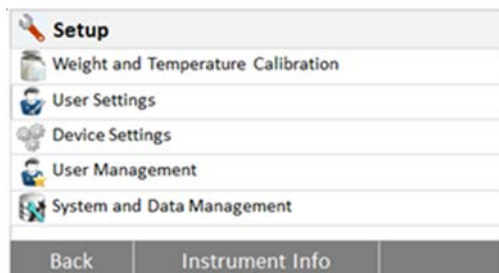 Setup
Weight and Temperature Calibration
User Settings
Device Settings
User Management
System and Data Management
Back Instrument Info